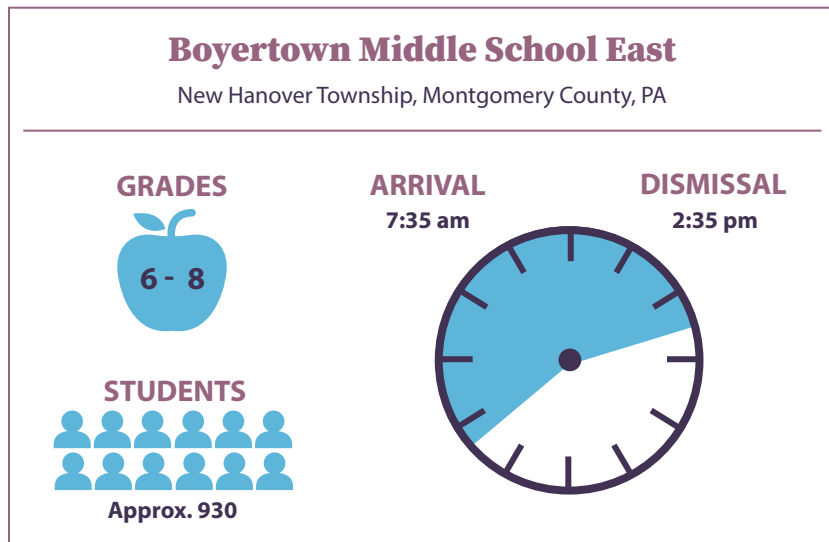 Boyertown Middle School East
New Hanover Township, Montgomery County, PA
GRADES
6 - 8
STUDENTS
Approx. 930
ARRIVAL
7:35 am
DISMISSAL
2:35 pm